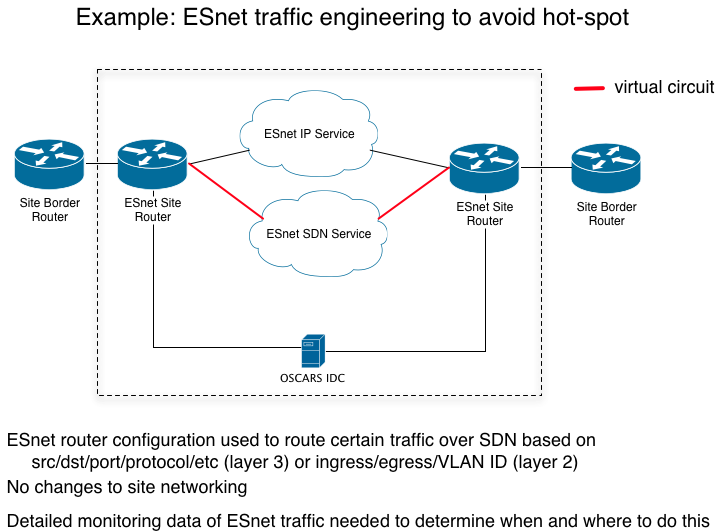 Example: ESnet traffic engineering to avoid hot-spot
virtual circuit
ESnet IP Service
Site Border
Router
ESnet Site
Router
ESnet Site
Router
Site Border
Router
ESnet SDN Service
OSCARS IDC
ESnet router configuration used to route certain traffic over SDN based on
src/dst/port/protocol/etc (layer 3) or ingress/egress/VLAN ID (layer 2)
No changes to site networking
Detailed monitoring data of ESnet traffic needed to determine when and where to do this